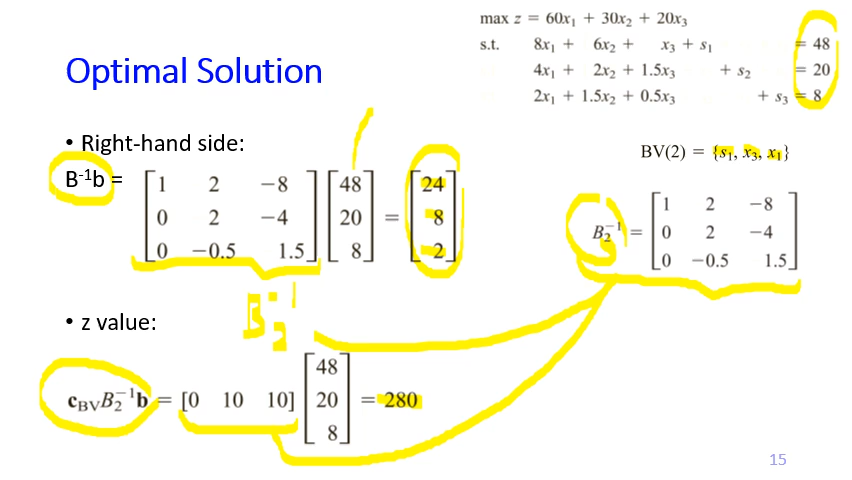 max z = 60x₁ + 30x₂ + 20x₃
s.t. 8x₁ + 6x₂ + x₃ + s₁ = 48
4x₁ + 2x₂ + 1.5x₃ + s₂ = 20
2x₁ + 1.5x₂ + 0.5x₃ + s₃ = 8
Optimal Solution
• Right-hand side:
BV(2) = {s₁, x₃, x₁}
B⁻¹b =
1 2 −8
0 2 −4
0 −0.5 1.5
48
20
8
=
24
8
2
B₂⁻¹ =
1 2 −8
0 2 −4
0 −0.5 1.5
B₂⁻¹
• z value:
c_BV B₂⁻¹b = [0 10 10]
48
20
8
= 280
15